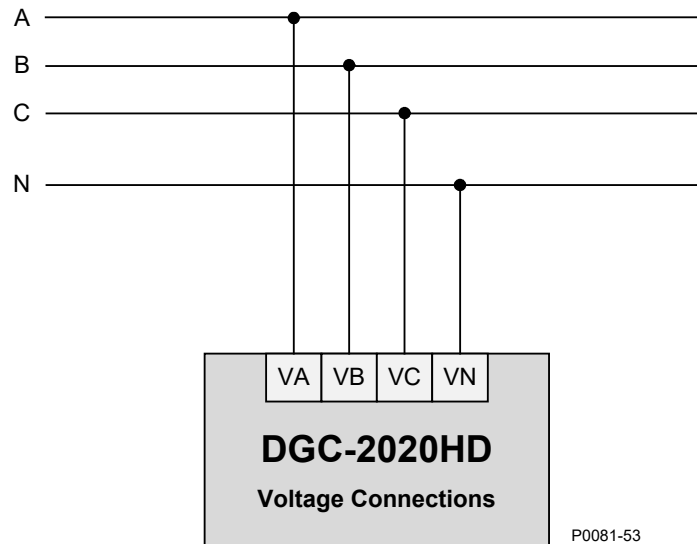 A
B
C
N
VA VB VC VN
DGC-2020HD
Voltage Connections
P0081-53